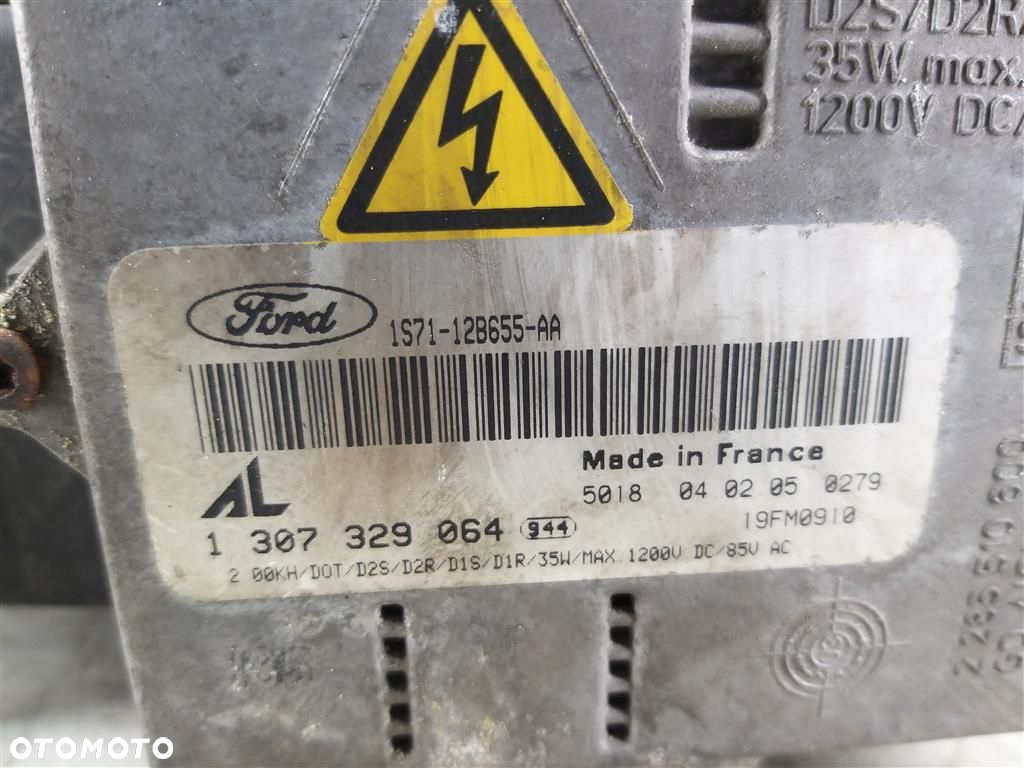 D2S/D2R
35W max.
1200V DC/
Ford
1S71-12B655-AA
Made in France
5018 04 02 05 0279
19FM0910
AL
1 307 329 064 944
2 00KH/DOT/D2S/D2R/D1S/D1R/35W/MAX 1200V DC/85V AC
OTOMOTO